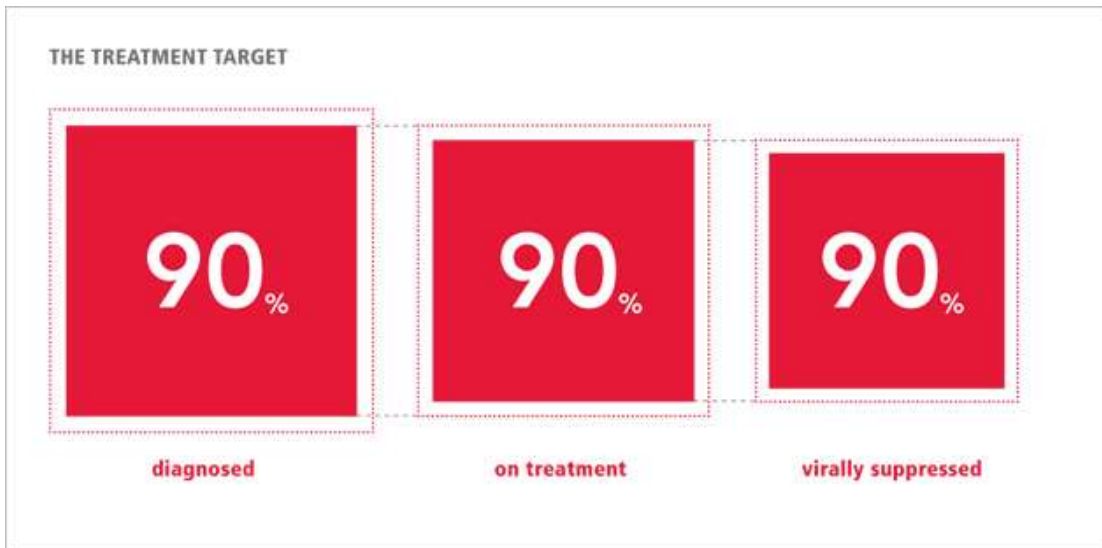 THE TREATMENT TARGET
90% 90% 90%
diagnosed on treatment virally suppressed